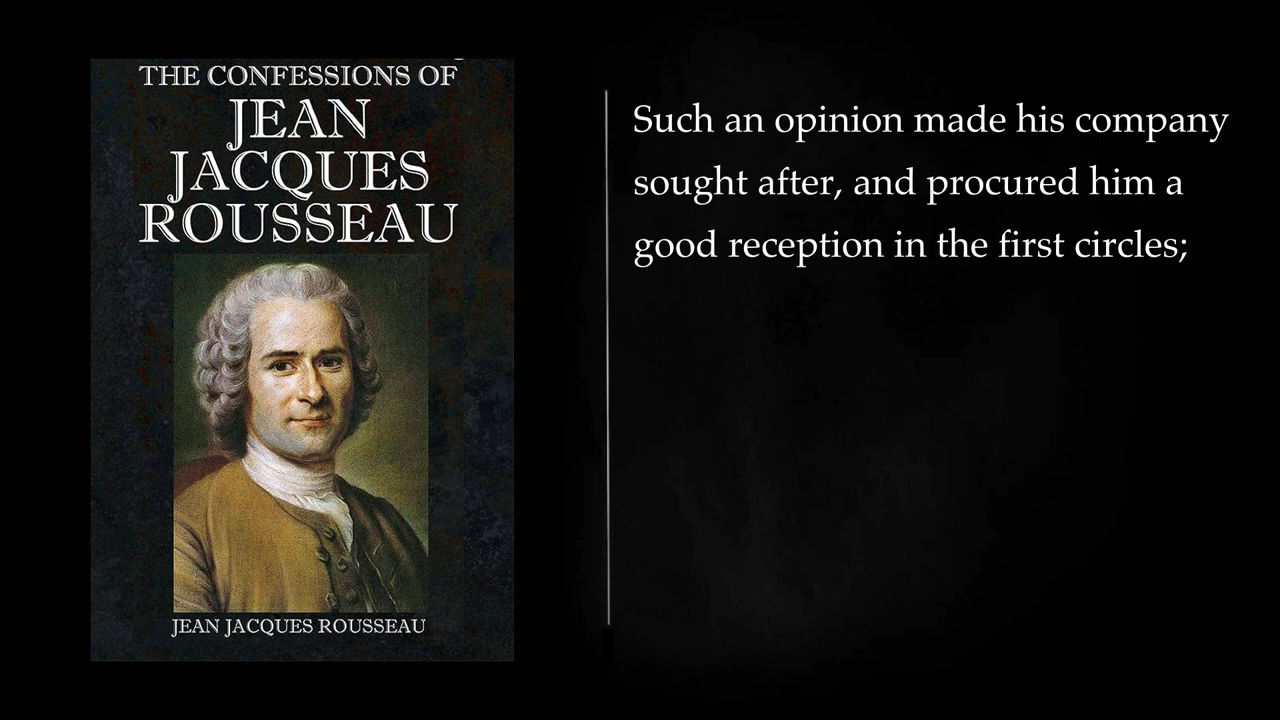 THE CONFESSIONS OF
JEAN
JACQUES
ROUSSEAU
JEAN JACQUES ROUSSEAU
Such an opinion made his company
sought after, and procured him a
good reception in the first circles;